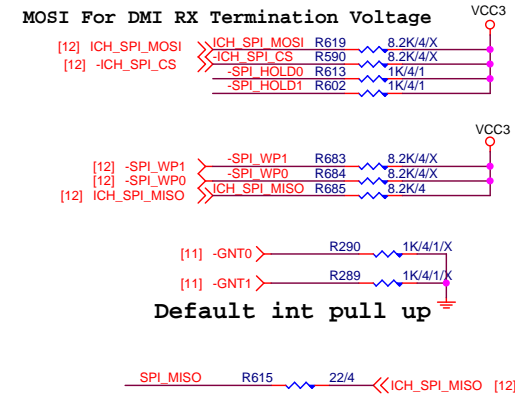 MOSI For DMI RX Termination Voltage VCC3
[12] ICH_SPI_MOSI ICH_SPI_MOSI R619 8.2K/4/X
[12] -ICH_SPI_CS -ICH_SPI_CS R590 8.2K/4/X
-SPI_HOLD0 R613 1K/4/1
-SPI_HOLD1 R602 1K/4/1
VCC3
[12] -SPI_WP1 -SPI_WP1 R683 8.2K/4/X
[12] -SPI_WP0 -SPI_WP0 R684 8.2K/4/X
[12] ICH_SPI_MISO ICH_SPI_MISO R685 8.2K/4
[11] -GNT0 R290 1K/4/1/X
[11] -GNT1 R289 1K/4/1/X
Default int pull up
SPI_MISO R615 22/4 ICH_SPI_MISO [12]